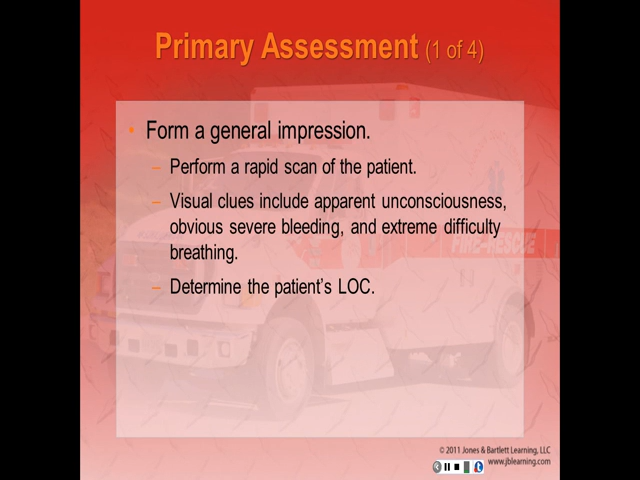 Primary Assessment (1 of 4)
• Form a general impression.
– Perform a rapid scan of the patient.
– Visual clues include apparent unconsciousness,
obvious severe bleeding, and extreme difficulty
breathing.
– Determine the patient's LOC.
FIRE-RESCUE
© 2011 Jones & Bartlett Learning, LLC
www.jblearning.com